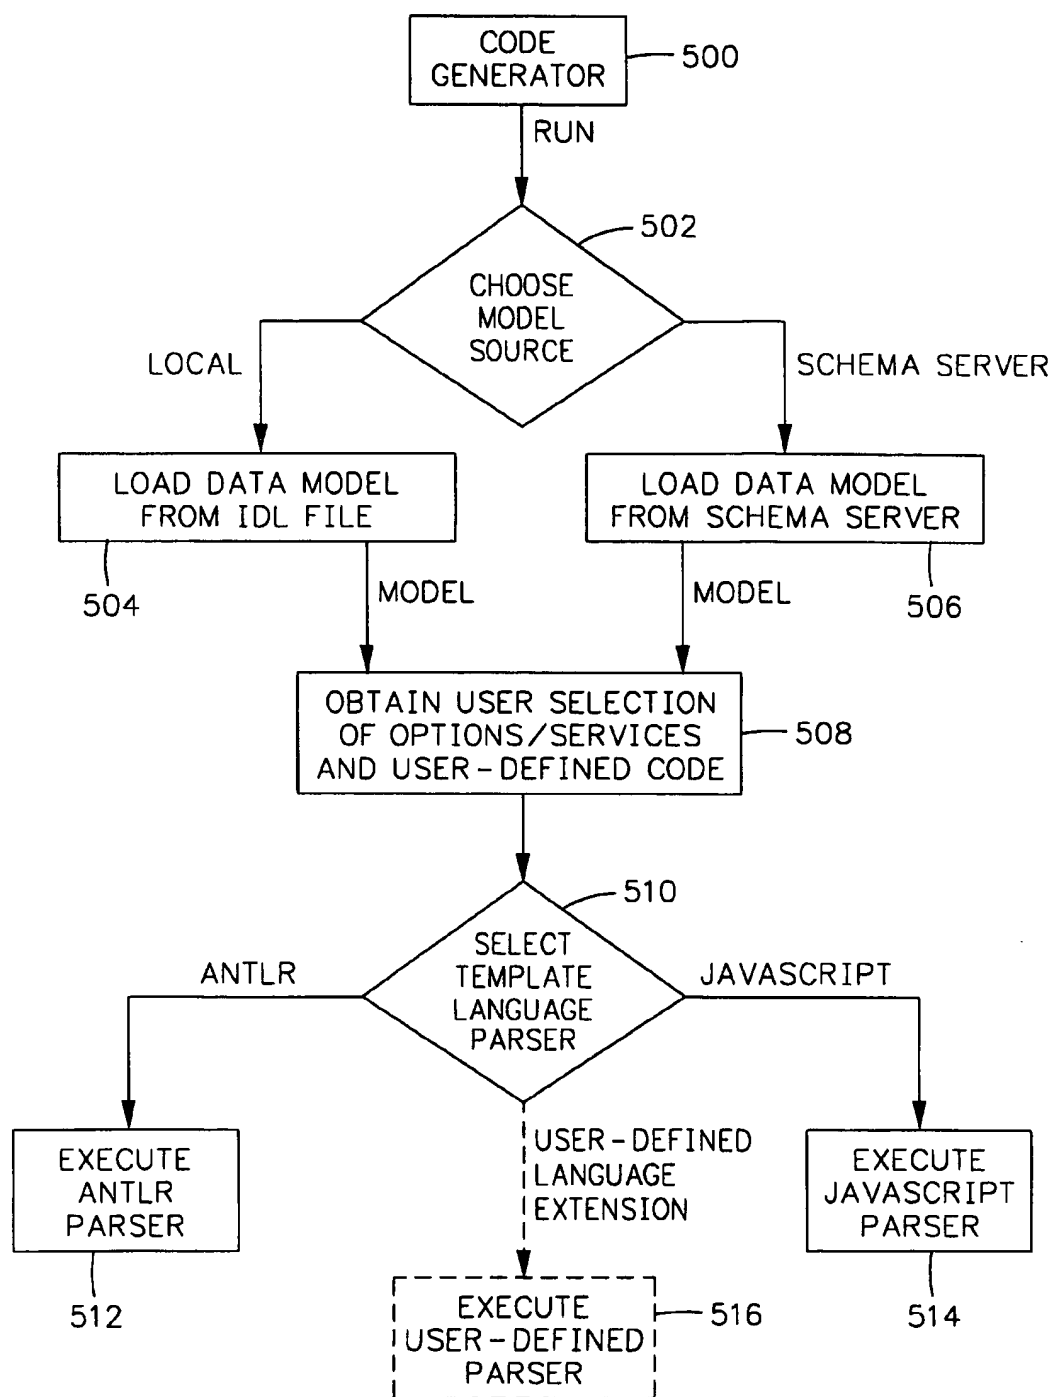 CODE
GENERATOR
500
RUN
502
CHOOSE
MODEL
SOURCE
LOCAL
SCHEMA SERVER
LOAD DATA MODEL
FROM IDL FILE
LOAD DATA MODEL
FROM SCHEMA SERVER
504
MODEL
MODEL
506
OBTAIN USER SELECTION
OF OPTIONS/SERVICES
AND USER-DEFINED CODE
508
510
SELECT
TEMPLATE
LANGUAGE
PARSER
ANTLR
JAVASCRIPT
USER-DEFINED
LANGUAGE
EXTENSION
EXECUTE
ANTLR
PARSER
EXECUTE
JAVASCRIPT
PARSER
512
514
EXECUTE
USER-DEFINED
PARSER
516